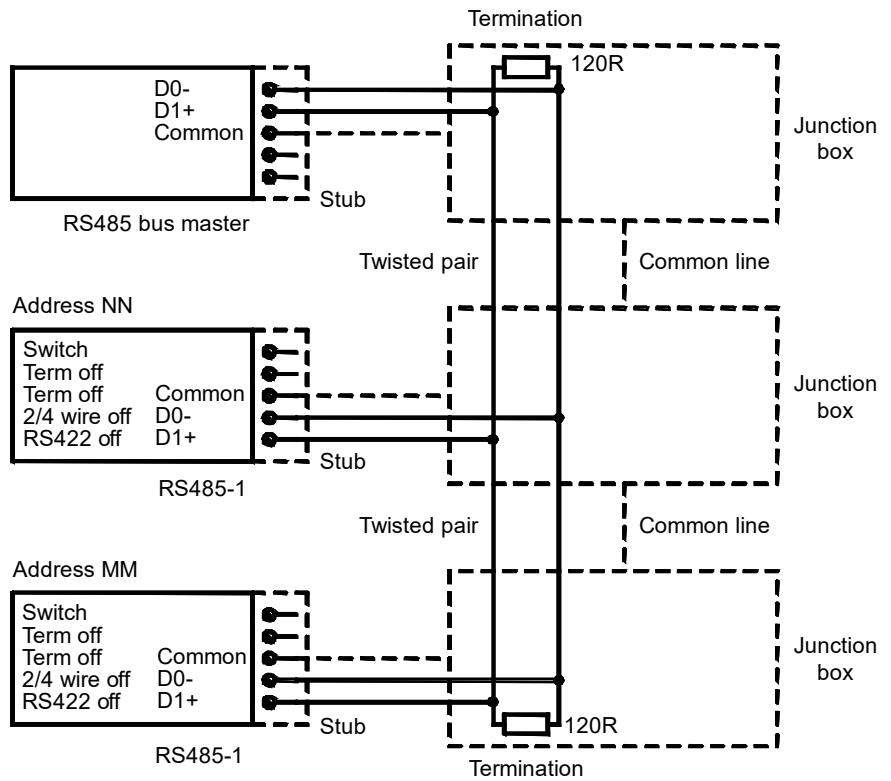 Termination
120R
D0-
D1+
Common
Junction
box
Stub
RS485 bus master
Twisted pair
Common line
Address NN
Switch
Term off
Term off Common
2/4 wire off D0-
RS422 off D1+
Junction
box
Stub
RS485-1
Twisted pair
Common line
Address MM
Switch
Term off
Term off Common
2/4 wire off D0-
RS422 off D1+
Junction
box
Stub
120R
RS485-1
Termination